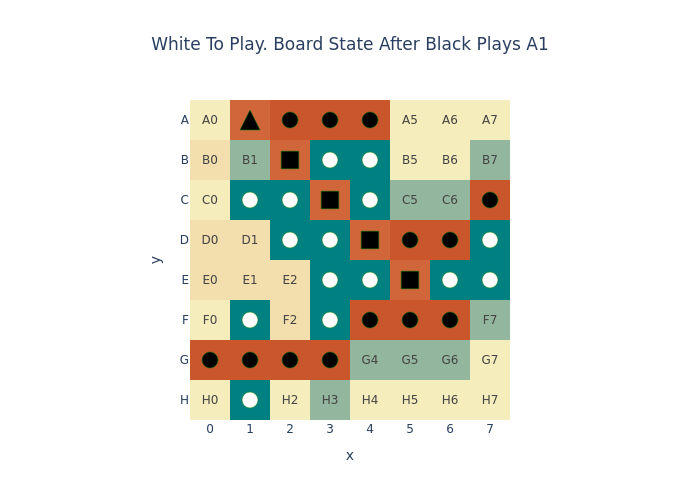 White To Play. Board State After Black Plays A1
A A0 A5 A6 A7
B B0 B1 B5 B6 B7
C C0 C5 C6
D D0 D1
E E0 E1 E2
F F0 F2 F7
G G4 G5 G6 G7
H H0 H2 H3 H4 H5 H6 H7
0 1 2 3 4 5 6 7
x
y